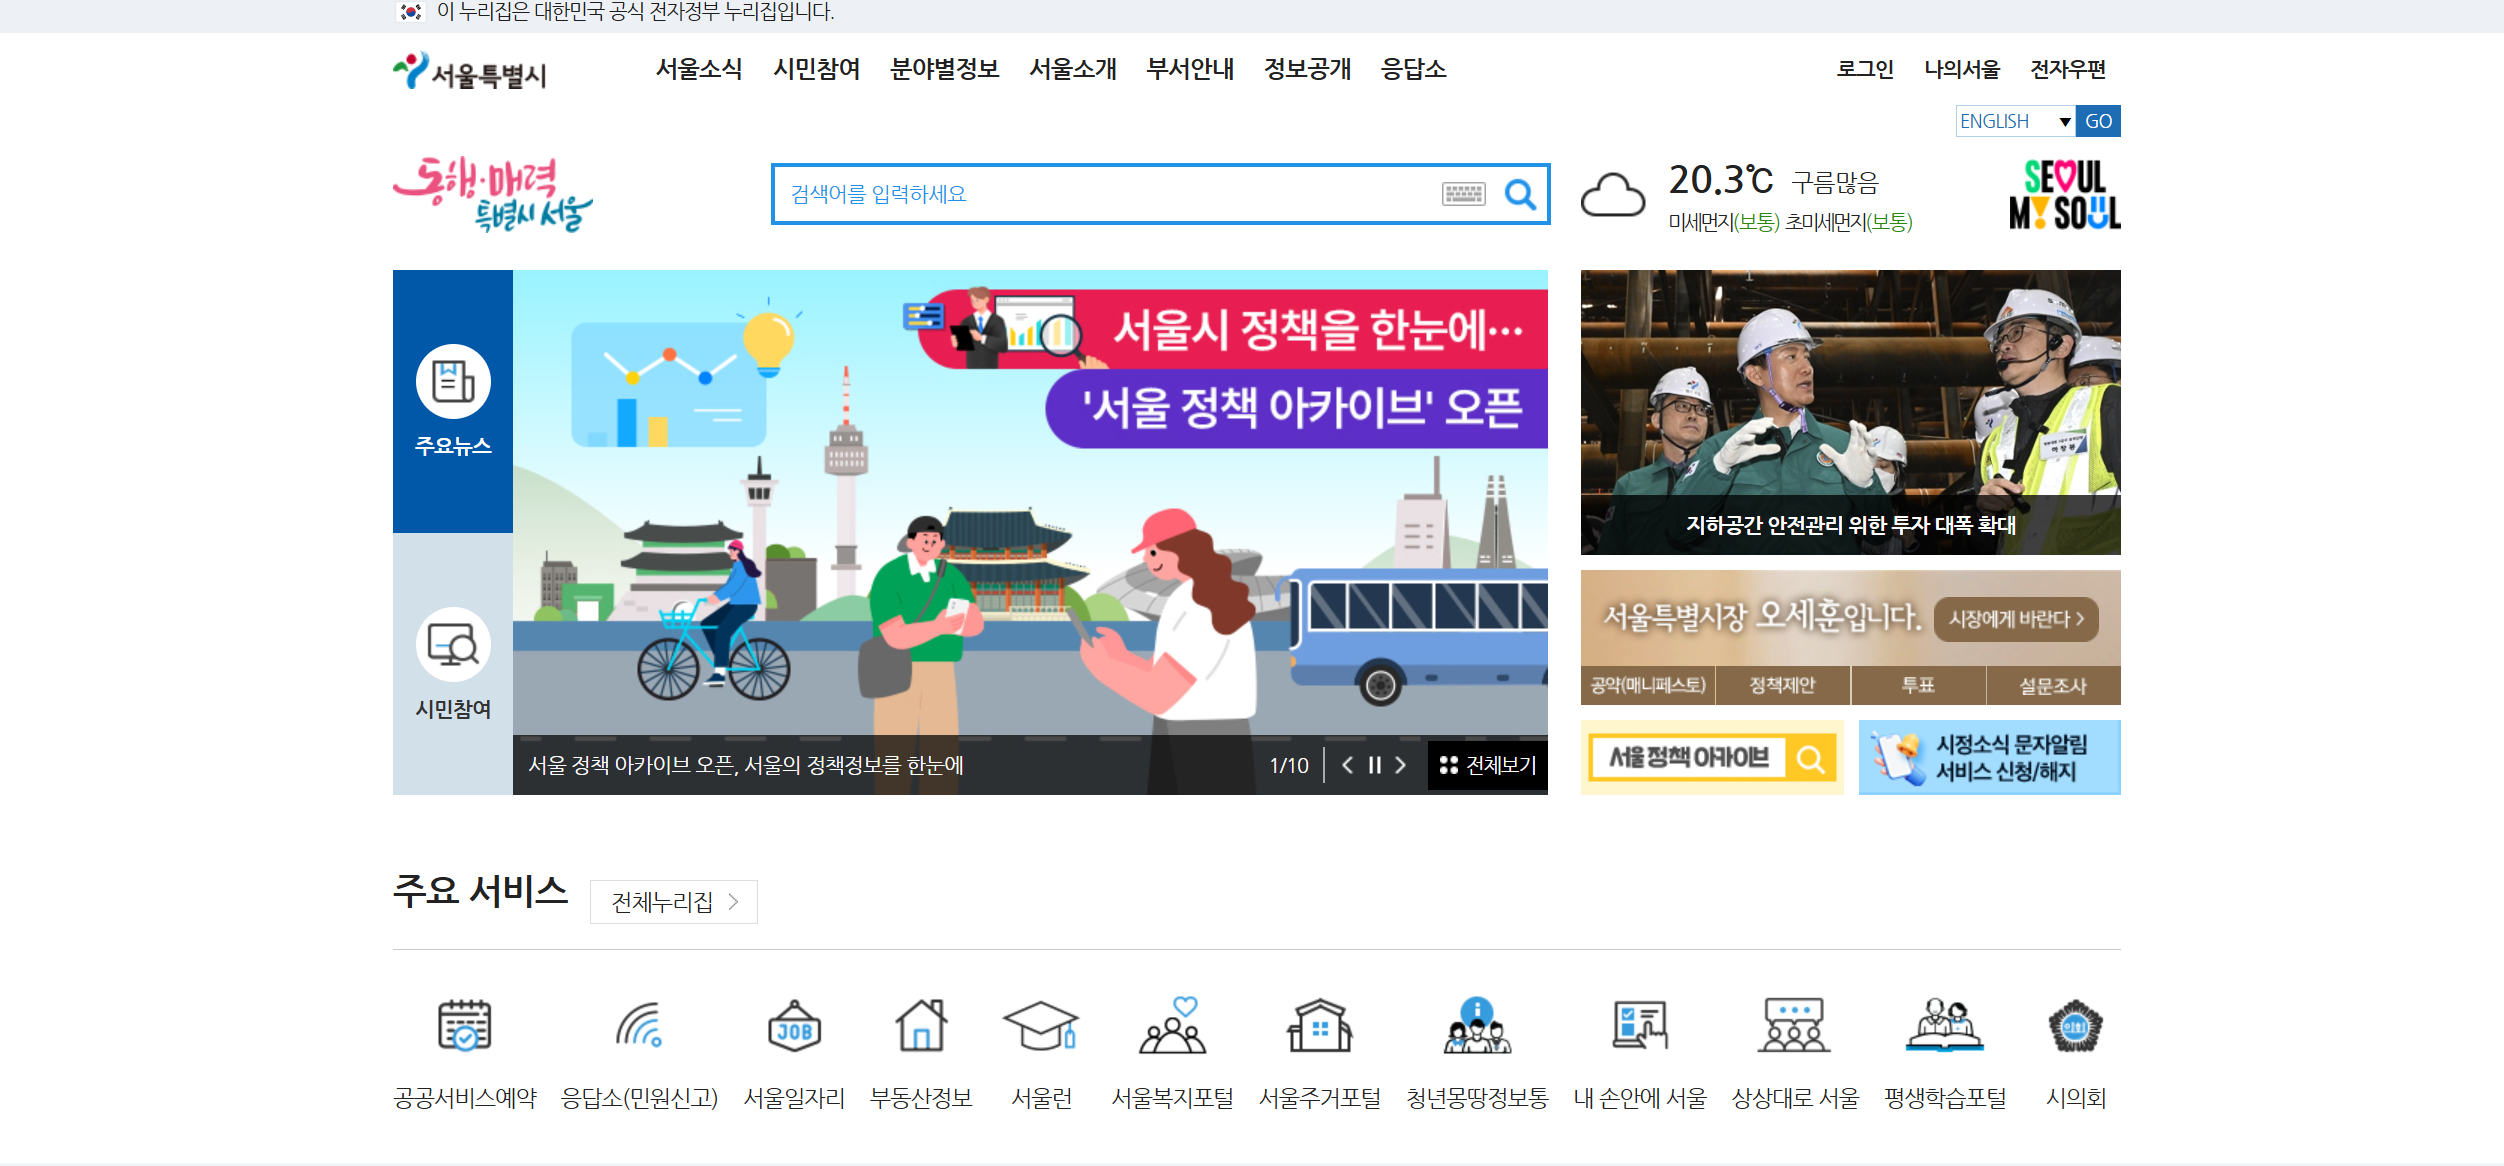 이 누리집은 대한민국 공식 전자정부 누리집입니다.
서울특별시
서울소식 시민참여 분야별정보 서울소개 부서안내 정보공개 응답소
로그인 나의서울 전자우편
ENGLISH GO
동행·매력
특별시 서울
검색어를 입력하세요
20.3℃ 구름많음
미세먼지(보통) 초미세먼지(보통)
SEOUL
MY SOUL
주요뉴스
시민참여
서울시 정책을 한눈에…
'서울 정책 아카이브' 오픈
서울 정책 아카이브 오픈, 서울의 정책정보를 한눈에
1/10
전체보기
지하공간 안전관리 위한 투자 대폭 확대
서울특별시장 오세훈입니다.
시장에게 바란다
공약(매니페스토) 정책제안 투표 설문조사
서울 정책 아카이브
시정소식 문자알림
서비스 신청/해지
주요 서비스
전체누리집
JOB
의회
공공서비스예약 응답소(민원신고) 서울일자리 부동산정보 서울런 서울복지포털 서울주거포털 청년몽땅정보통 내 손안에 서울 상상대로 서울 평생학습포털 시의회